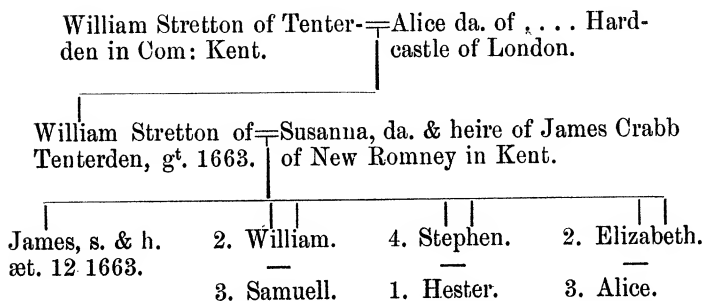 William Stretton of Tenter-=Alice da. of . . . . Hard-
den in Com: Kent. castle of London.
William Stretton of=Susanna, da. & heire of James Crabb
Tenterden, gᵗ. 1663. of New Romney in Kent.
James, s. & h. 2. William. 4. Stephen. 2. Elizabeth.
æt. 12 1663. — — —
3. Samuell. 1. Hester. 3. Alice.